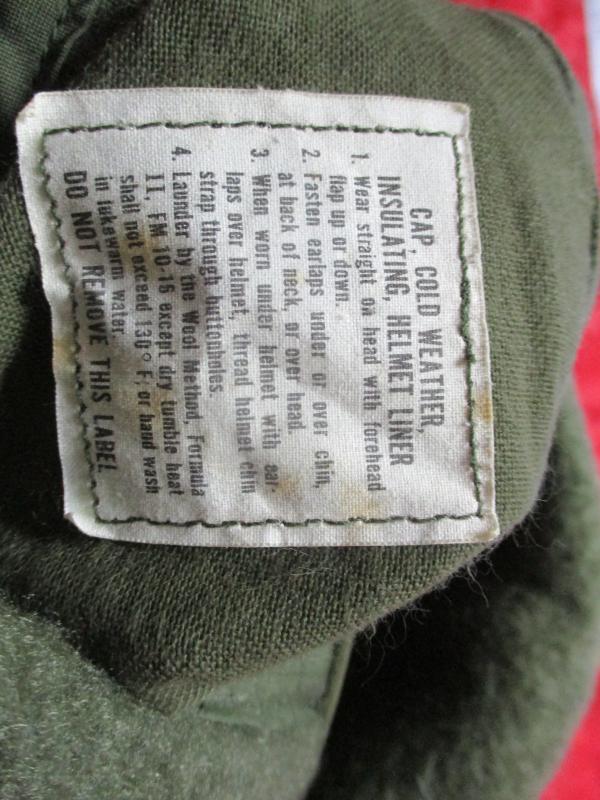 CAP, COLD WEATHER,
INSULATING, HELMET LINER
1. Wear straight on head with forehead
flap up or down.
2. Fasten earlaps under or over chin,
at back of neck, or over head.
3. When worn under helmet with ear-
laps over helmet, thread helmet chin
strap through buttonholes.
4. Launder by the Wool Method, Formula
II, FM 10-16 except dry tumble heat
shall not exceed 130° F, or hand wash
in lukewarm water
DO NOT REMOVE THIS LABEL